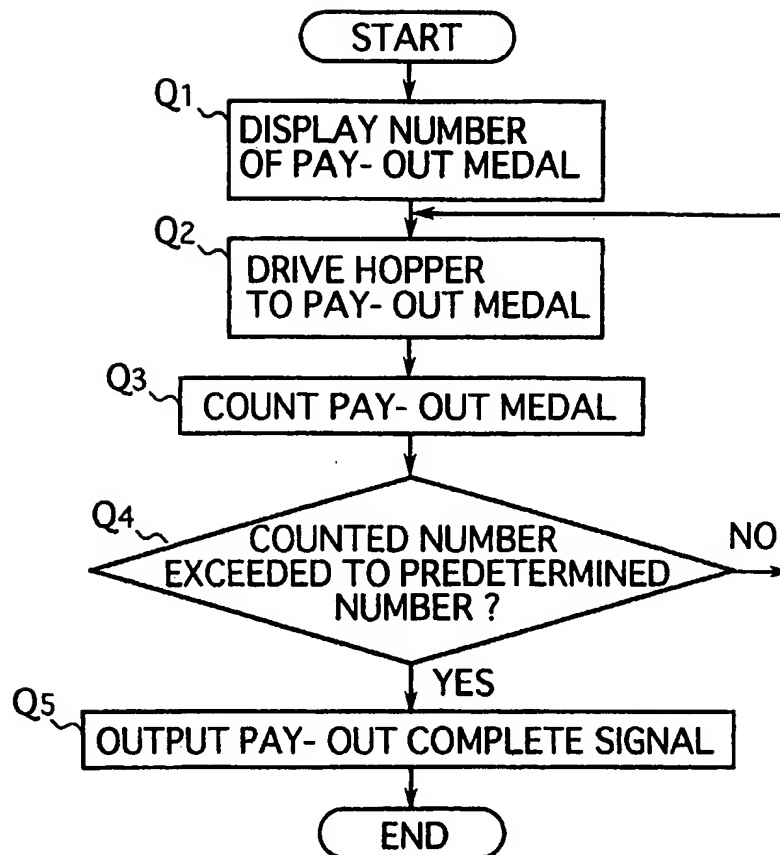 START
Q1
DISPLAY NUMBER
OF PAY- OUT MEDAL
Q2
DRIVE HOPPER
TO PAY- OUT MEDAL
Q3
COUNT PAY- OUT MEDAL
Q4
COUNTED NUMBER
EXCEEDED TO PREDETERMINED
NUMBER ?
NO
YES
Q5
OUTPUT PAY- OUT COMPLETE SIGNAL
END